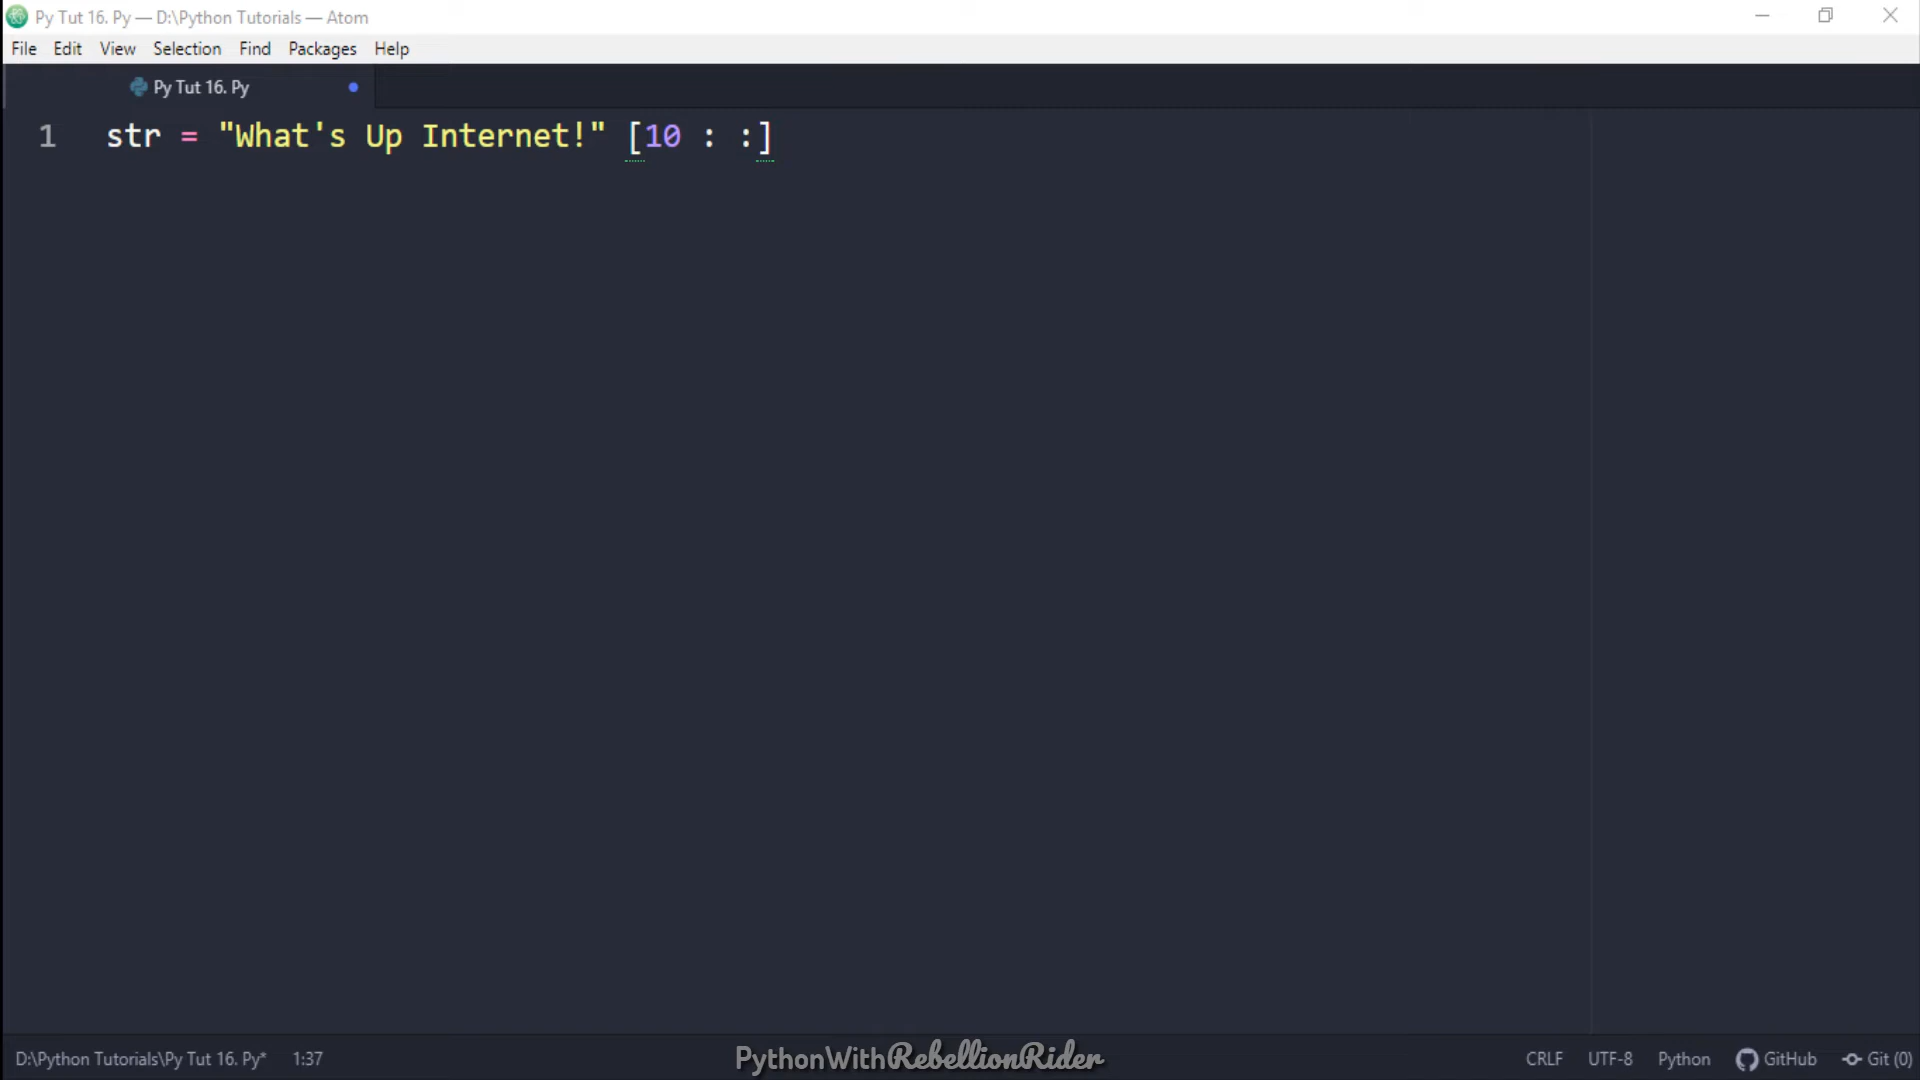 Py Tut 16. Py — D:\Python Tutorials — Atom
File Edit View Selection Find Packages Help
Py Tut 16. Py
1 str = "What's Up Internet!" [10 : :]
D:\Python Tutorials\Py Tut 16. Py* 1:37 PythonWithRebellionRider CRLF UTF-8 Python GitHub Git (0)